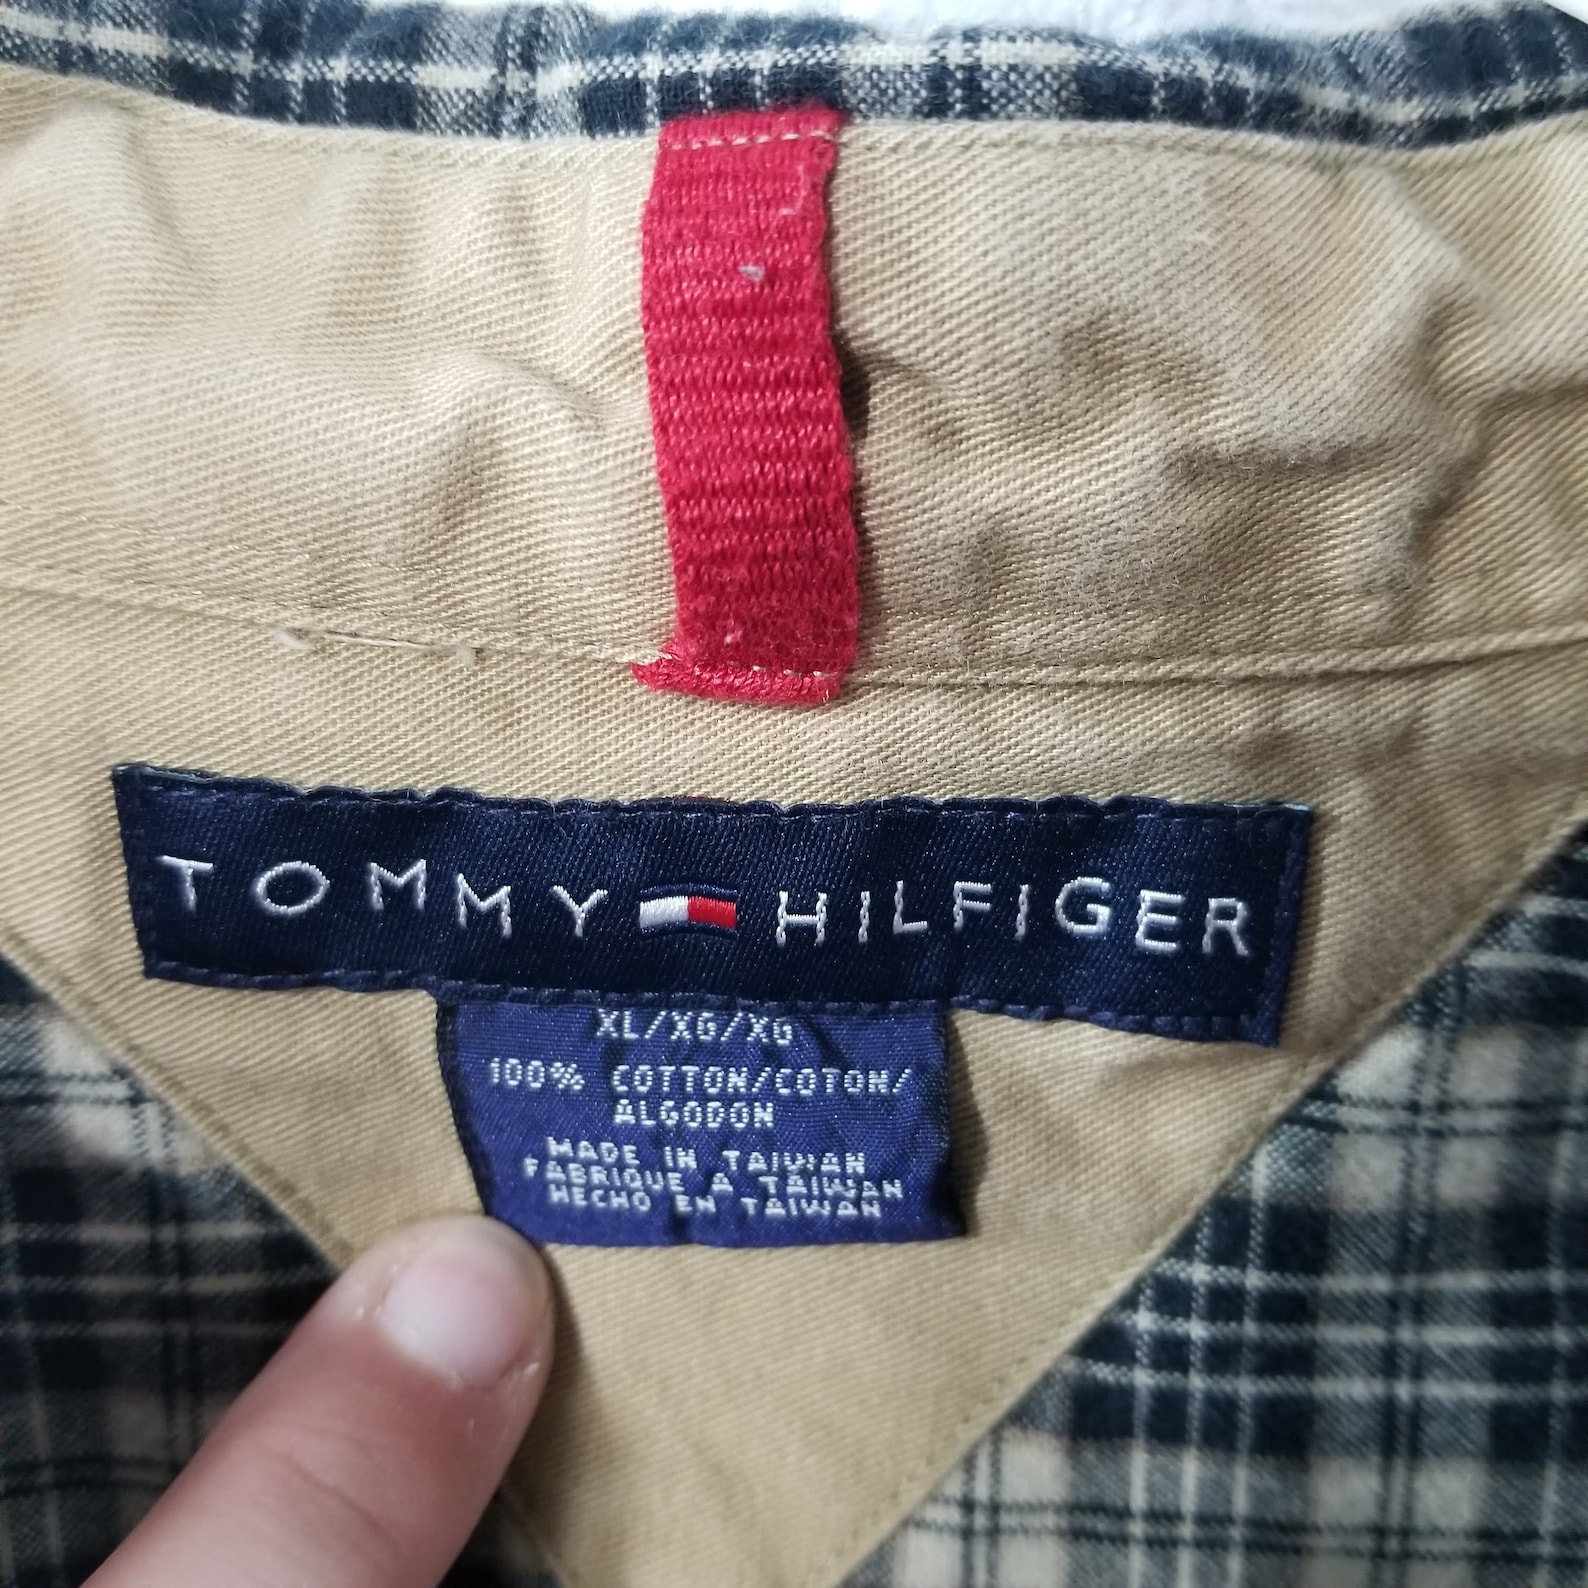 TOMMY HILFIGER
XL/XG/XG
100% COTTON/COTON/
ALGODON
MADE IN TAIWAN
FABRIQUE A TAIWAN
HECHO EN TAIWAN